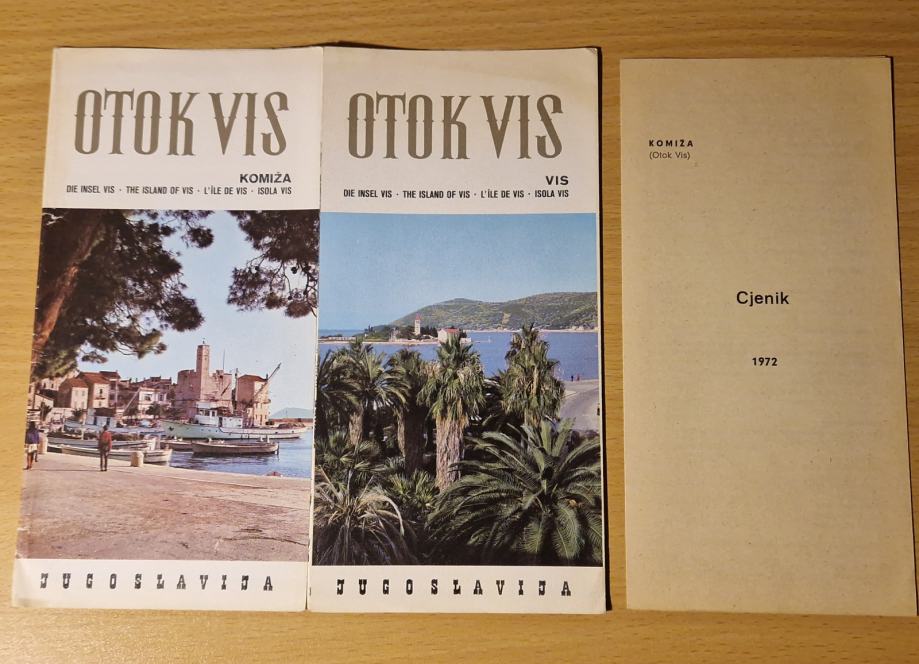 OTOK VIS
KOMIŽA
DIE INSEL VIS · THE ISLAND OF VIS · L'ÎLE DE VIS · ISOLA VIS
JUGOSLAVIJA
OTOK VIS
VIS
DIE INSEL VIS · THE ISLAND OF VIS · L'ÎLE DE VIS · ISOLA VIS
JUGOSLAVIJA
KOMIŽA
(Otok Vis)
Cjenik
1972